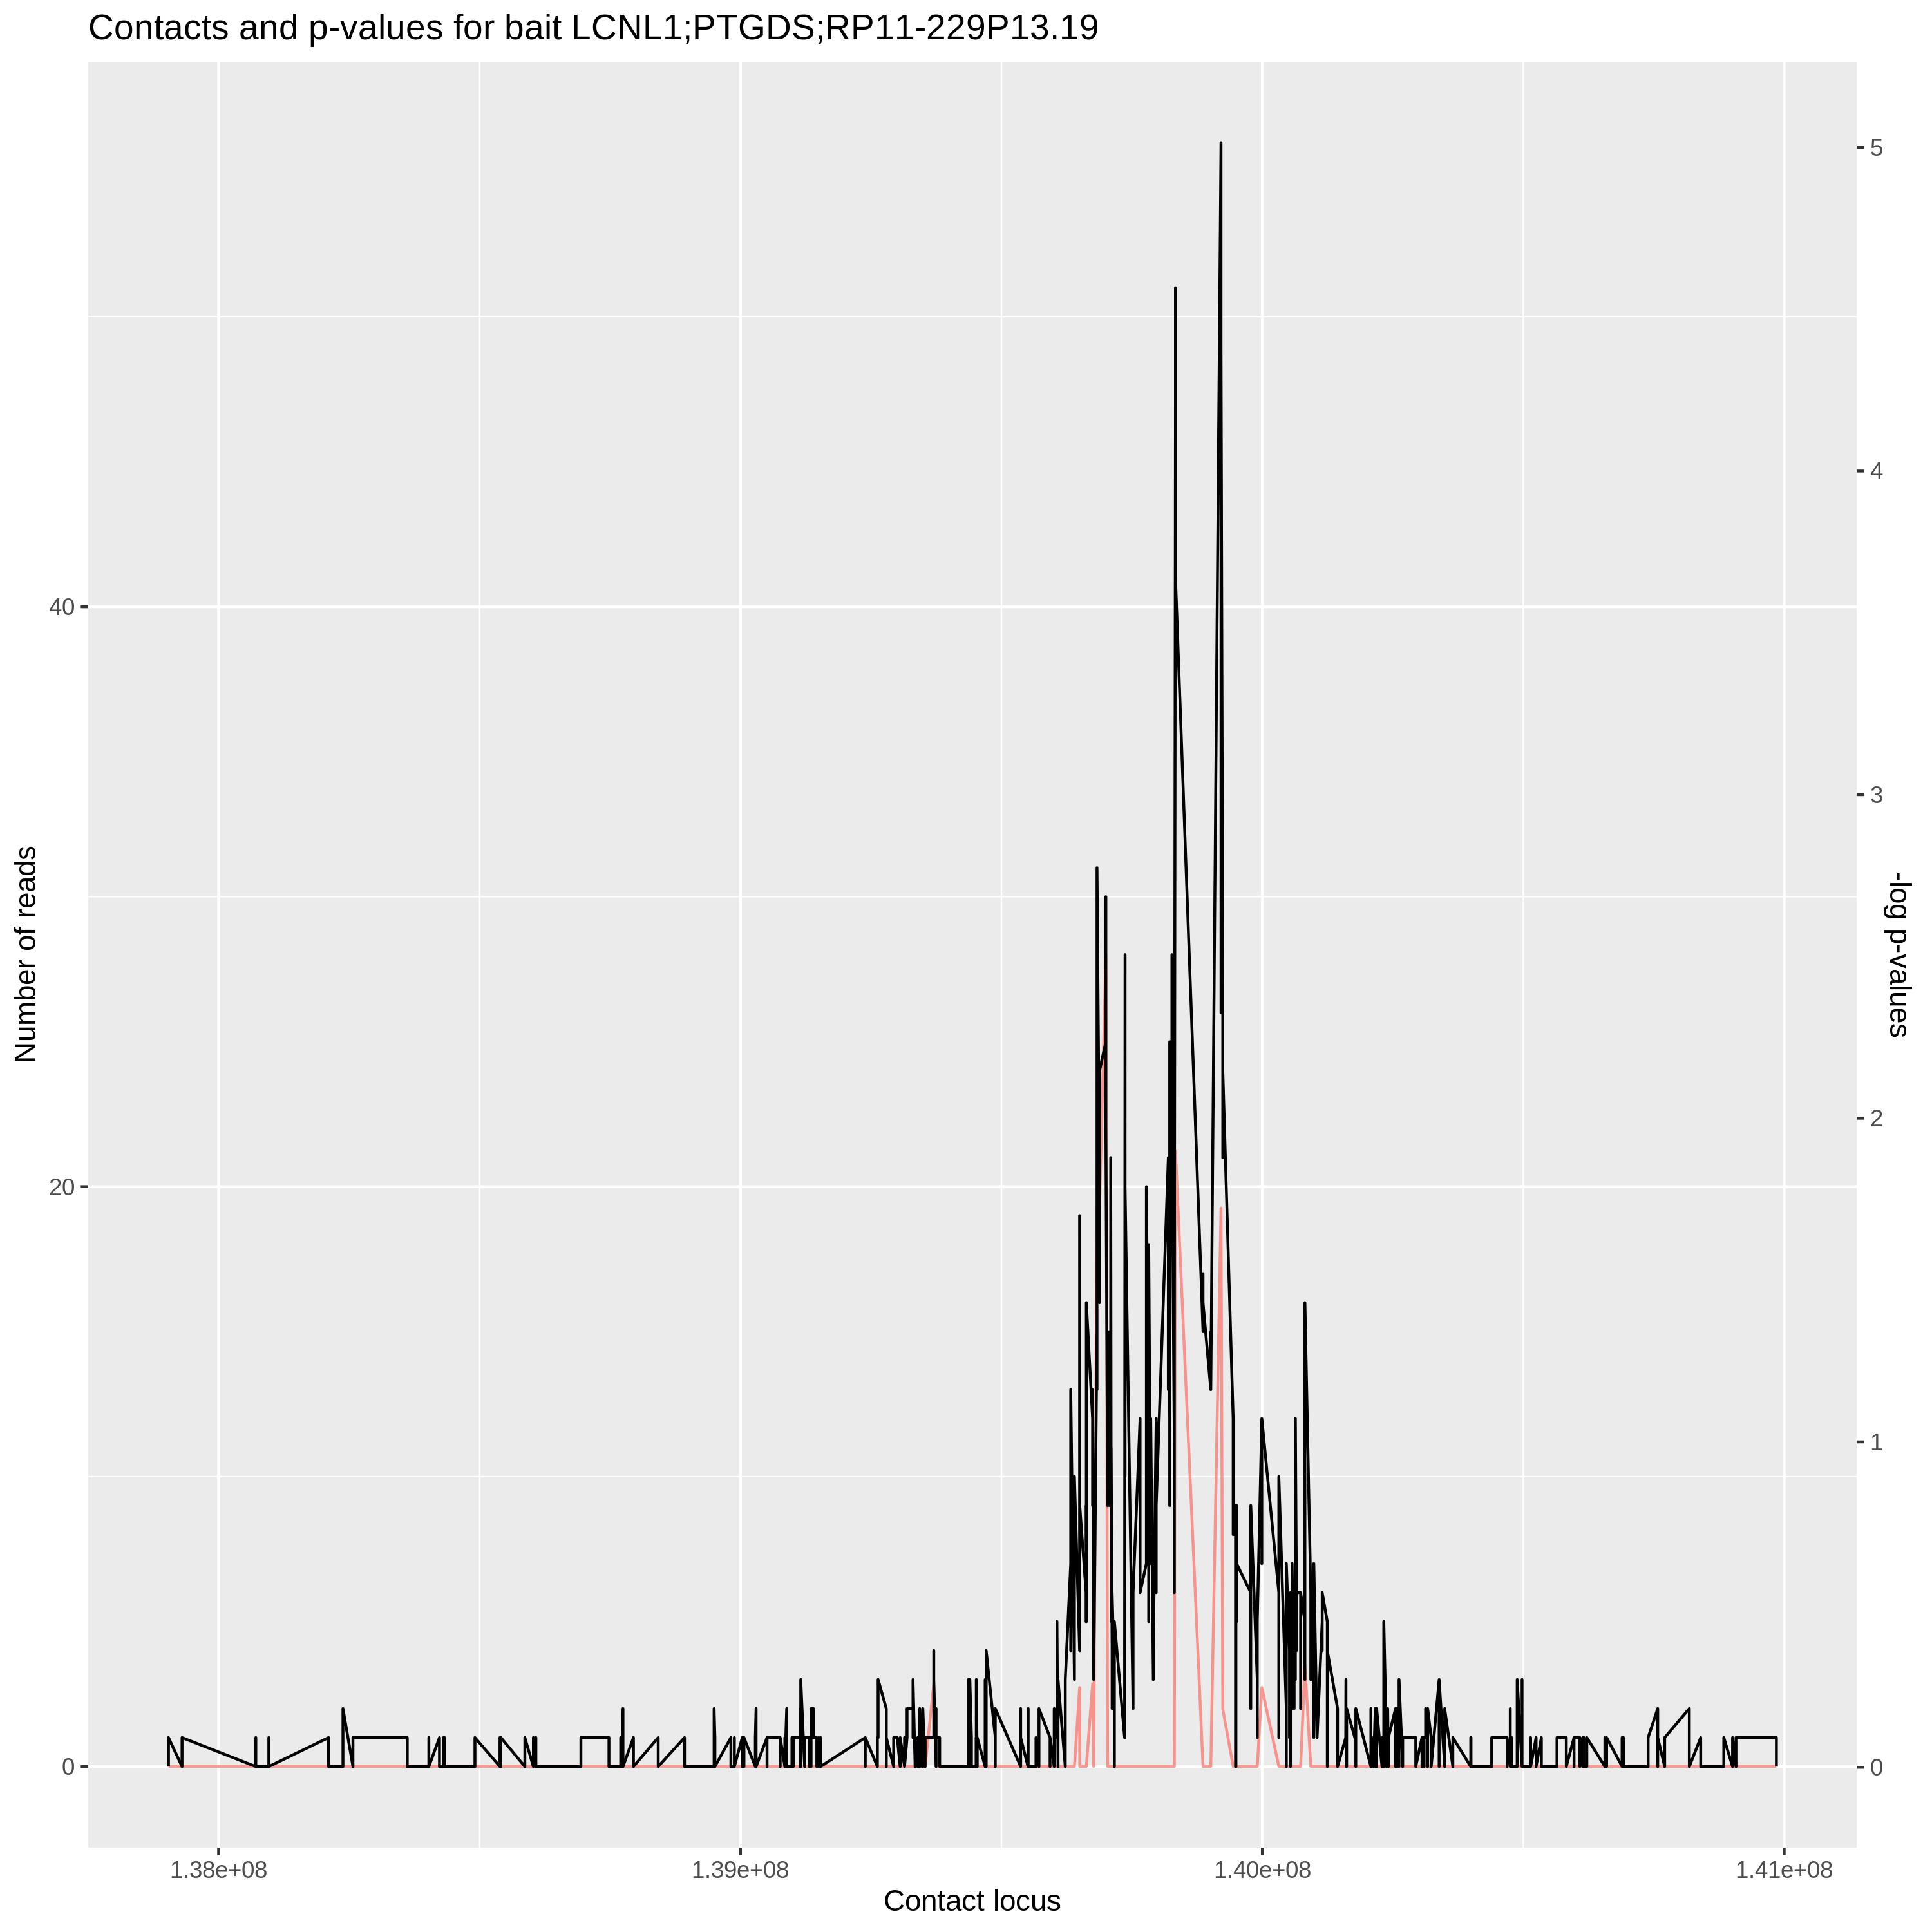 Contacts and p-values for bait LCNL1;PTGDS;RP11-229P13.19
Number of reads
40
20
0
5
4
3
2
1
0
-log p-values
1.38e+08
1.39e+08
1.40e+08
1.41e+08
Contact locus